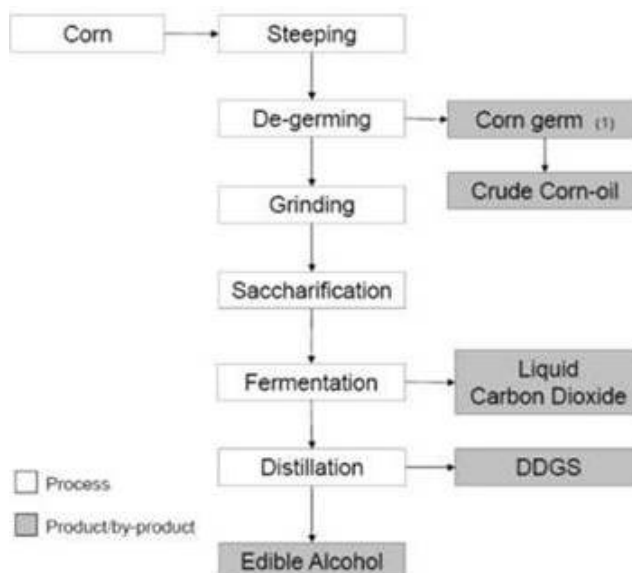 Corn
Steeping
De-germing
Corn germ (1)
Crude Corn-oil
Grinding
Saccharification
Fermentation
Liquid
Carbon Dioxide
Distillation
DDGS
Process
Product/by-product
Edible Alcohol